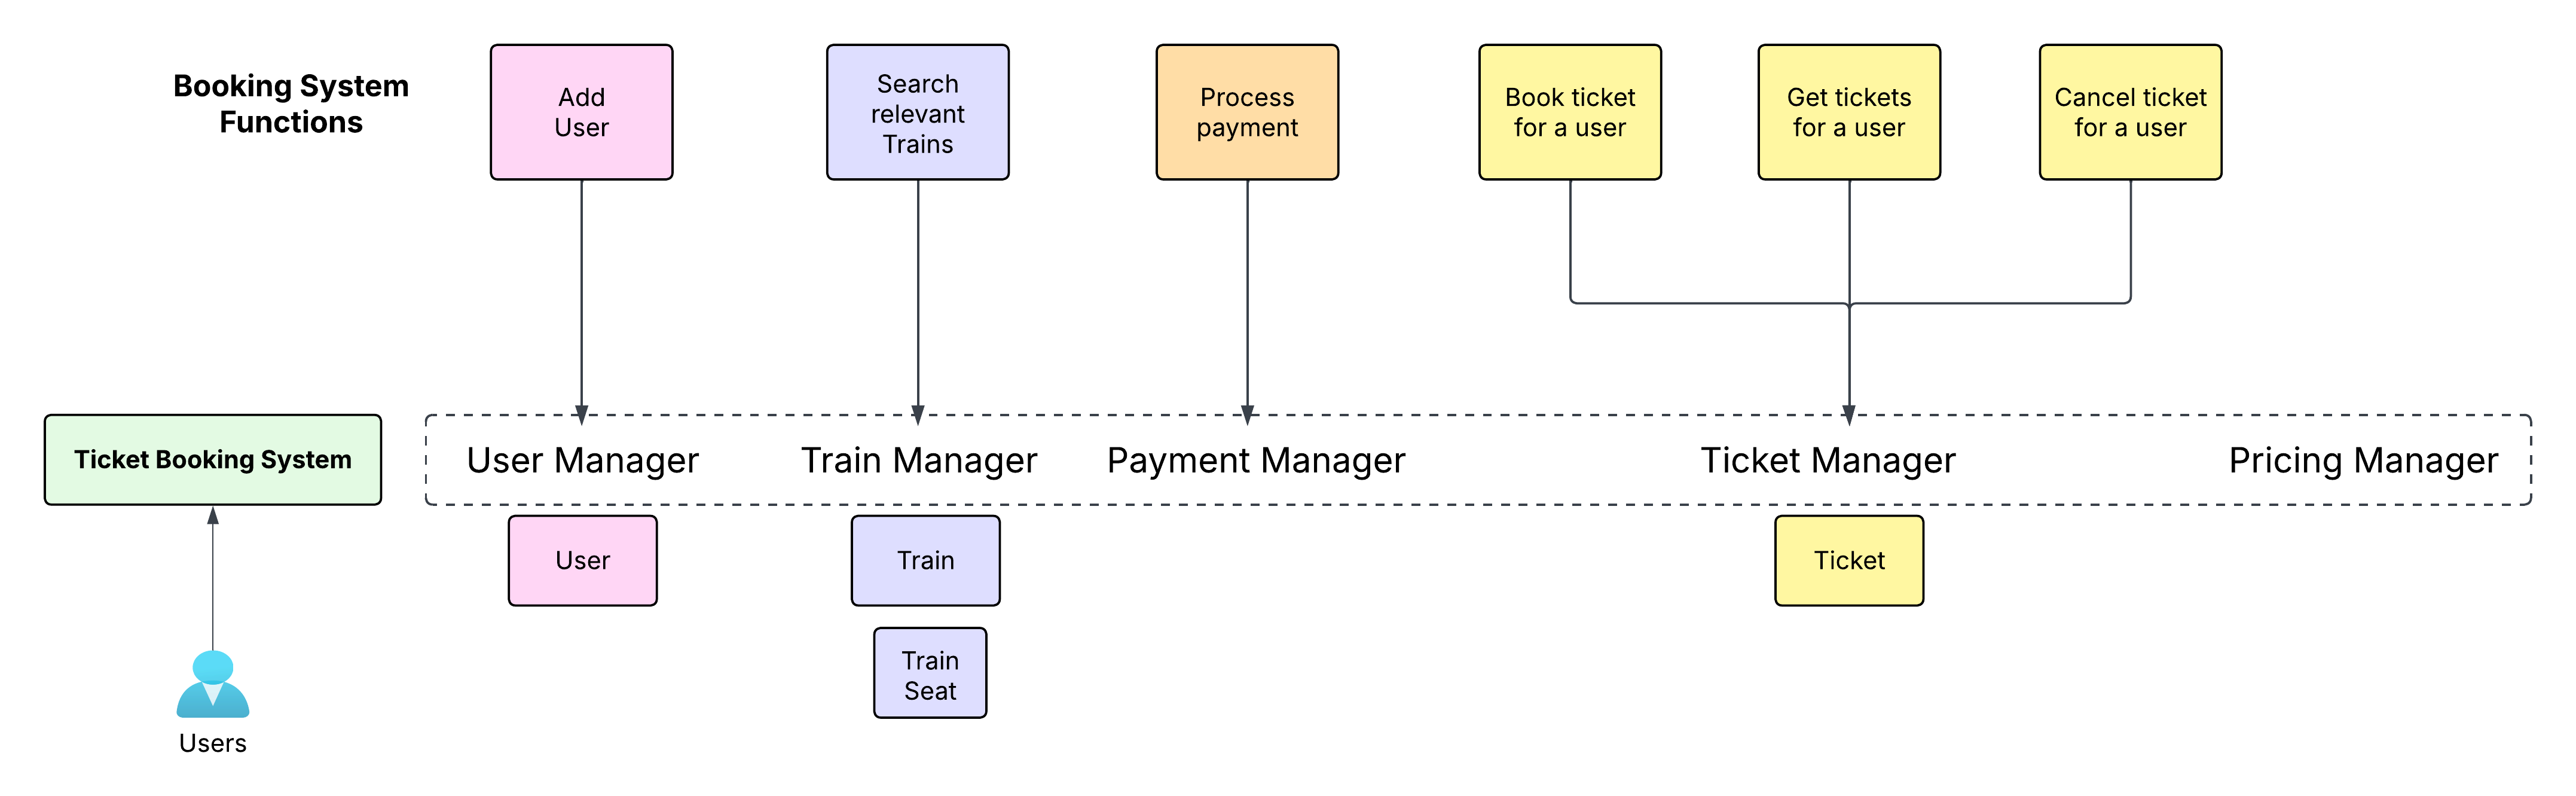 Booking System
Functions
Add
User
Search
relevant
Trains
Process
payment
Book ticket
for a user
Get tickets
for a user
Cancel ticket
for a user
Ticket Booking System
User Manager
Train Manager
Payment Manager
Ticket Manager
Pricing Manager
User
Train
Ticket
Train
Seat
Users